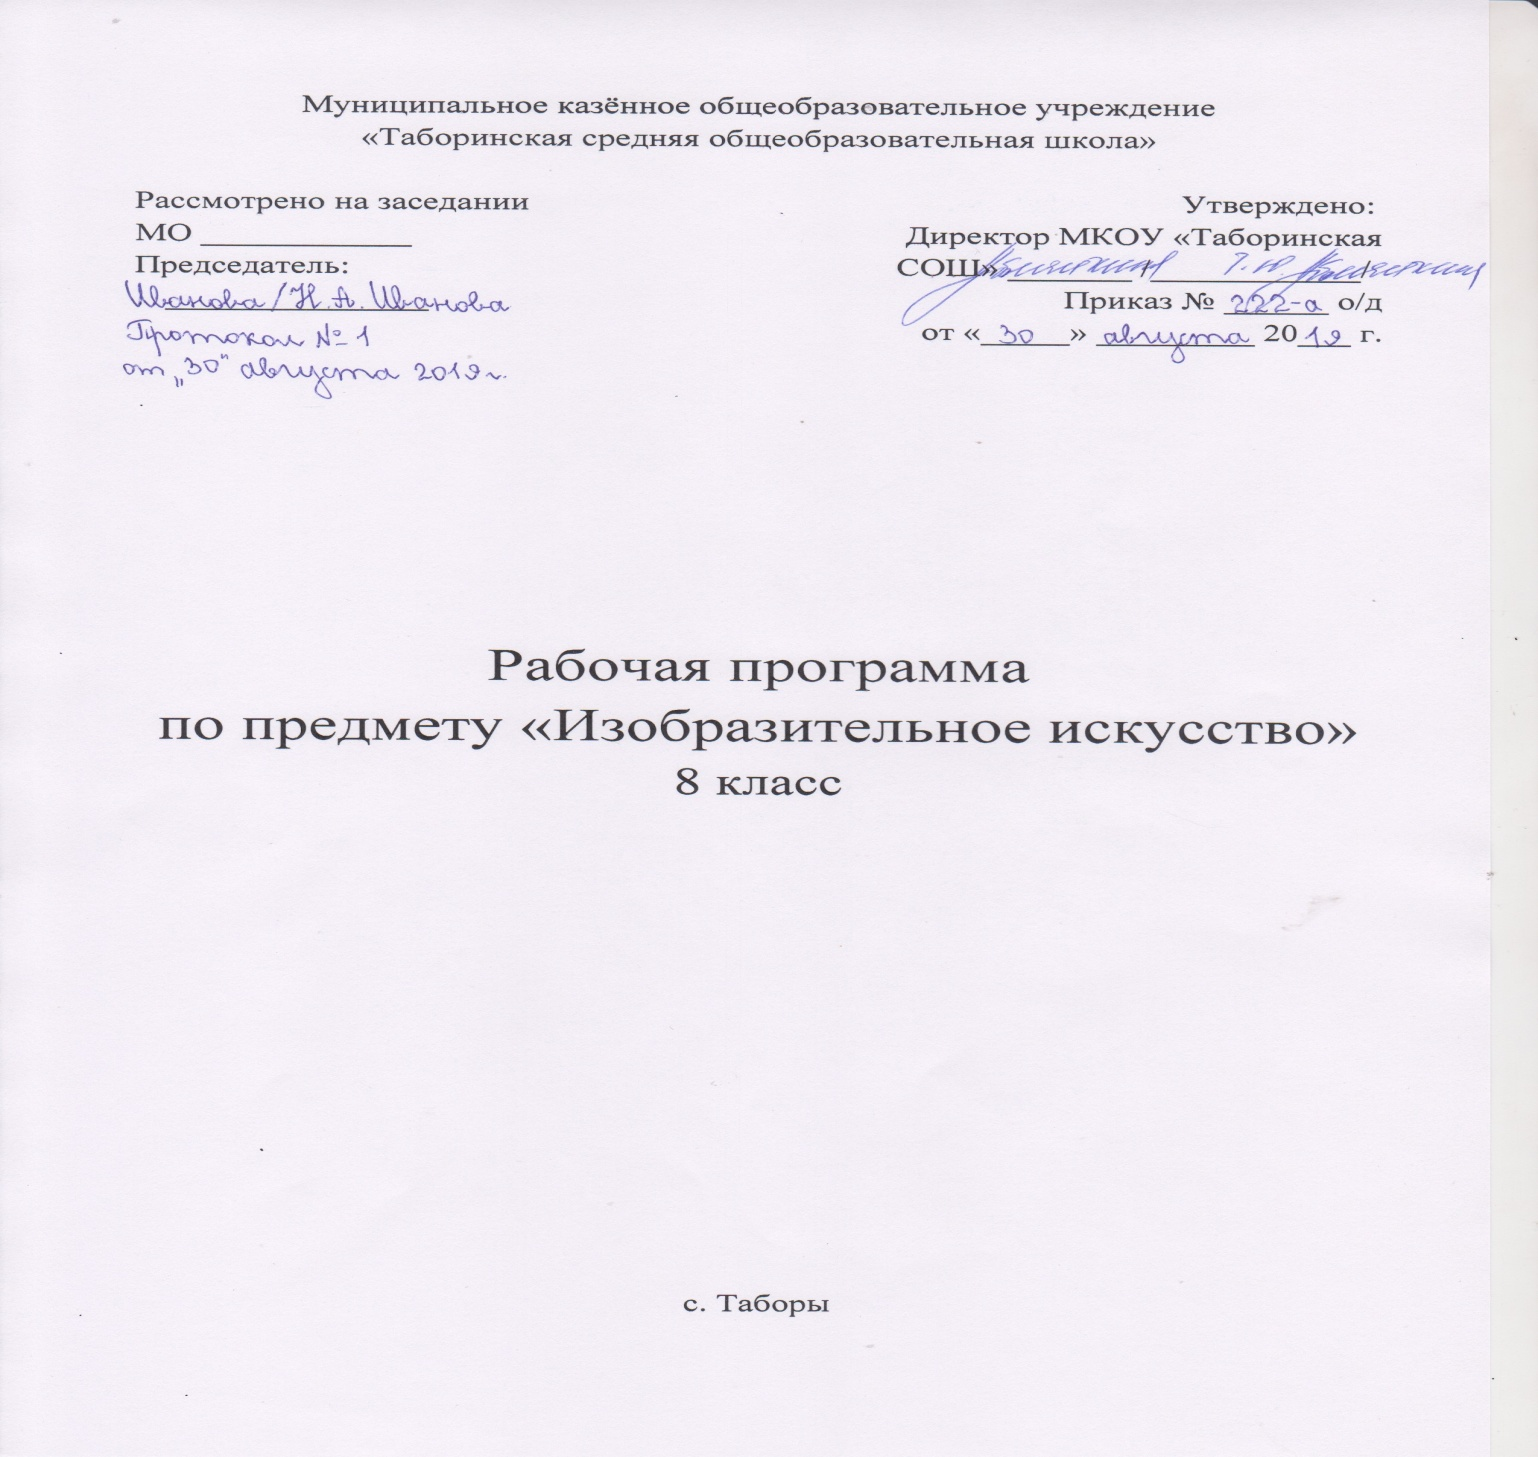 Муниципальное казённое общеобразовательное учреждение
«Таборинская средняя общеобразовательная школа»
Рассмотрено на заседании
МО ________________
Председатель:
Иванова / Н.А. Иванова
Протокол № 1
от „30" августа 2019 г.
Утверждено:
Директор МКОУ «Таборинская
СОШ» / /
Приказ № 222-а о/д
от «30» августа 2019 г.
Рабочая программа
по предмету «Изобразительное искусство»
8 класс
с. Таборы